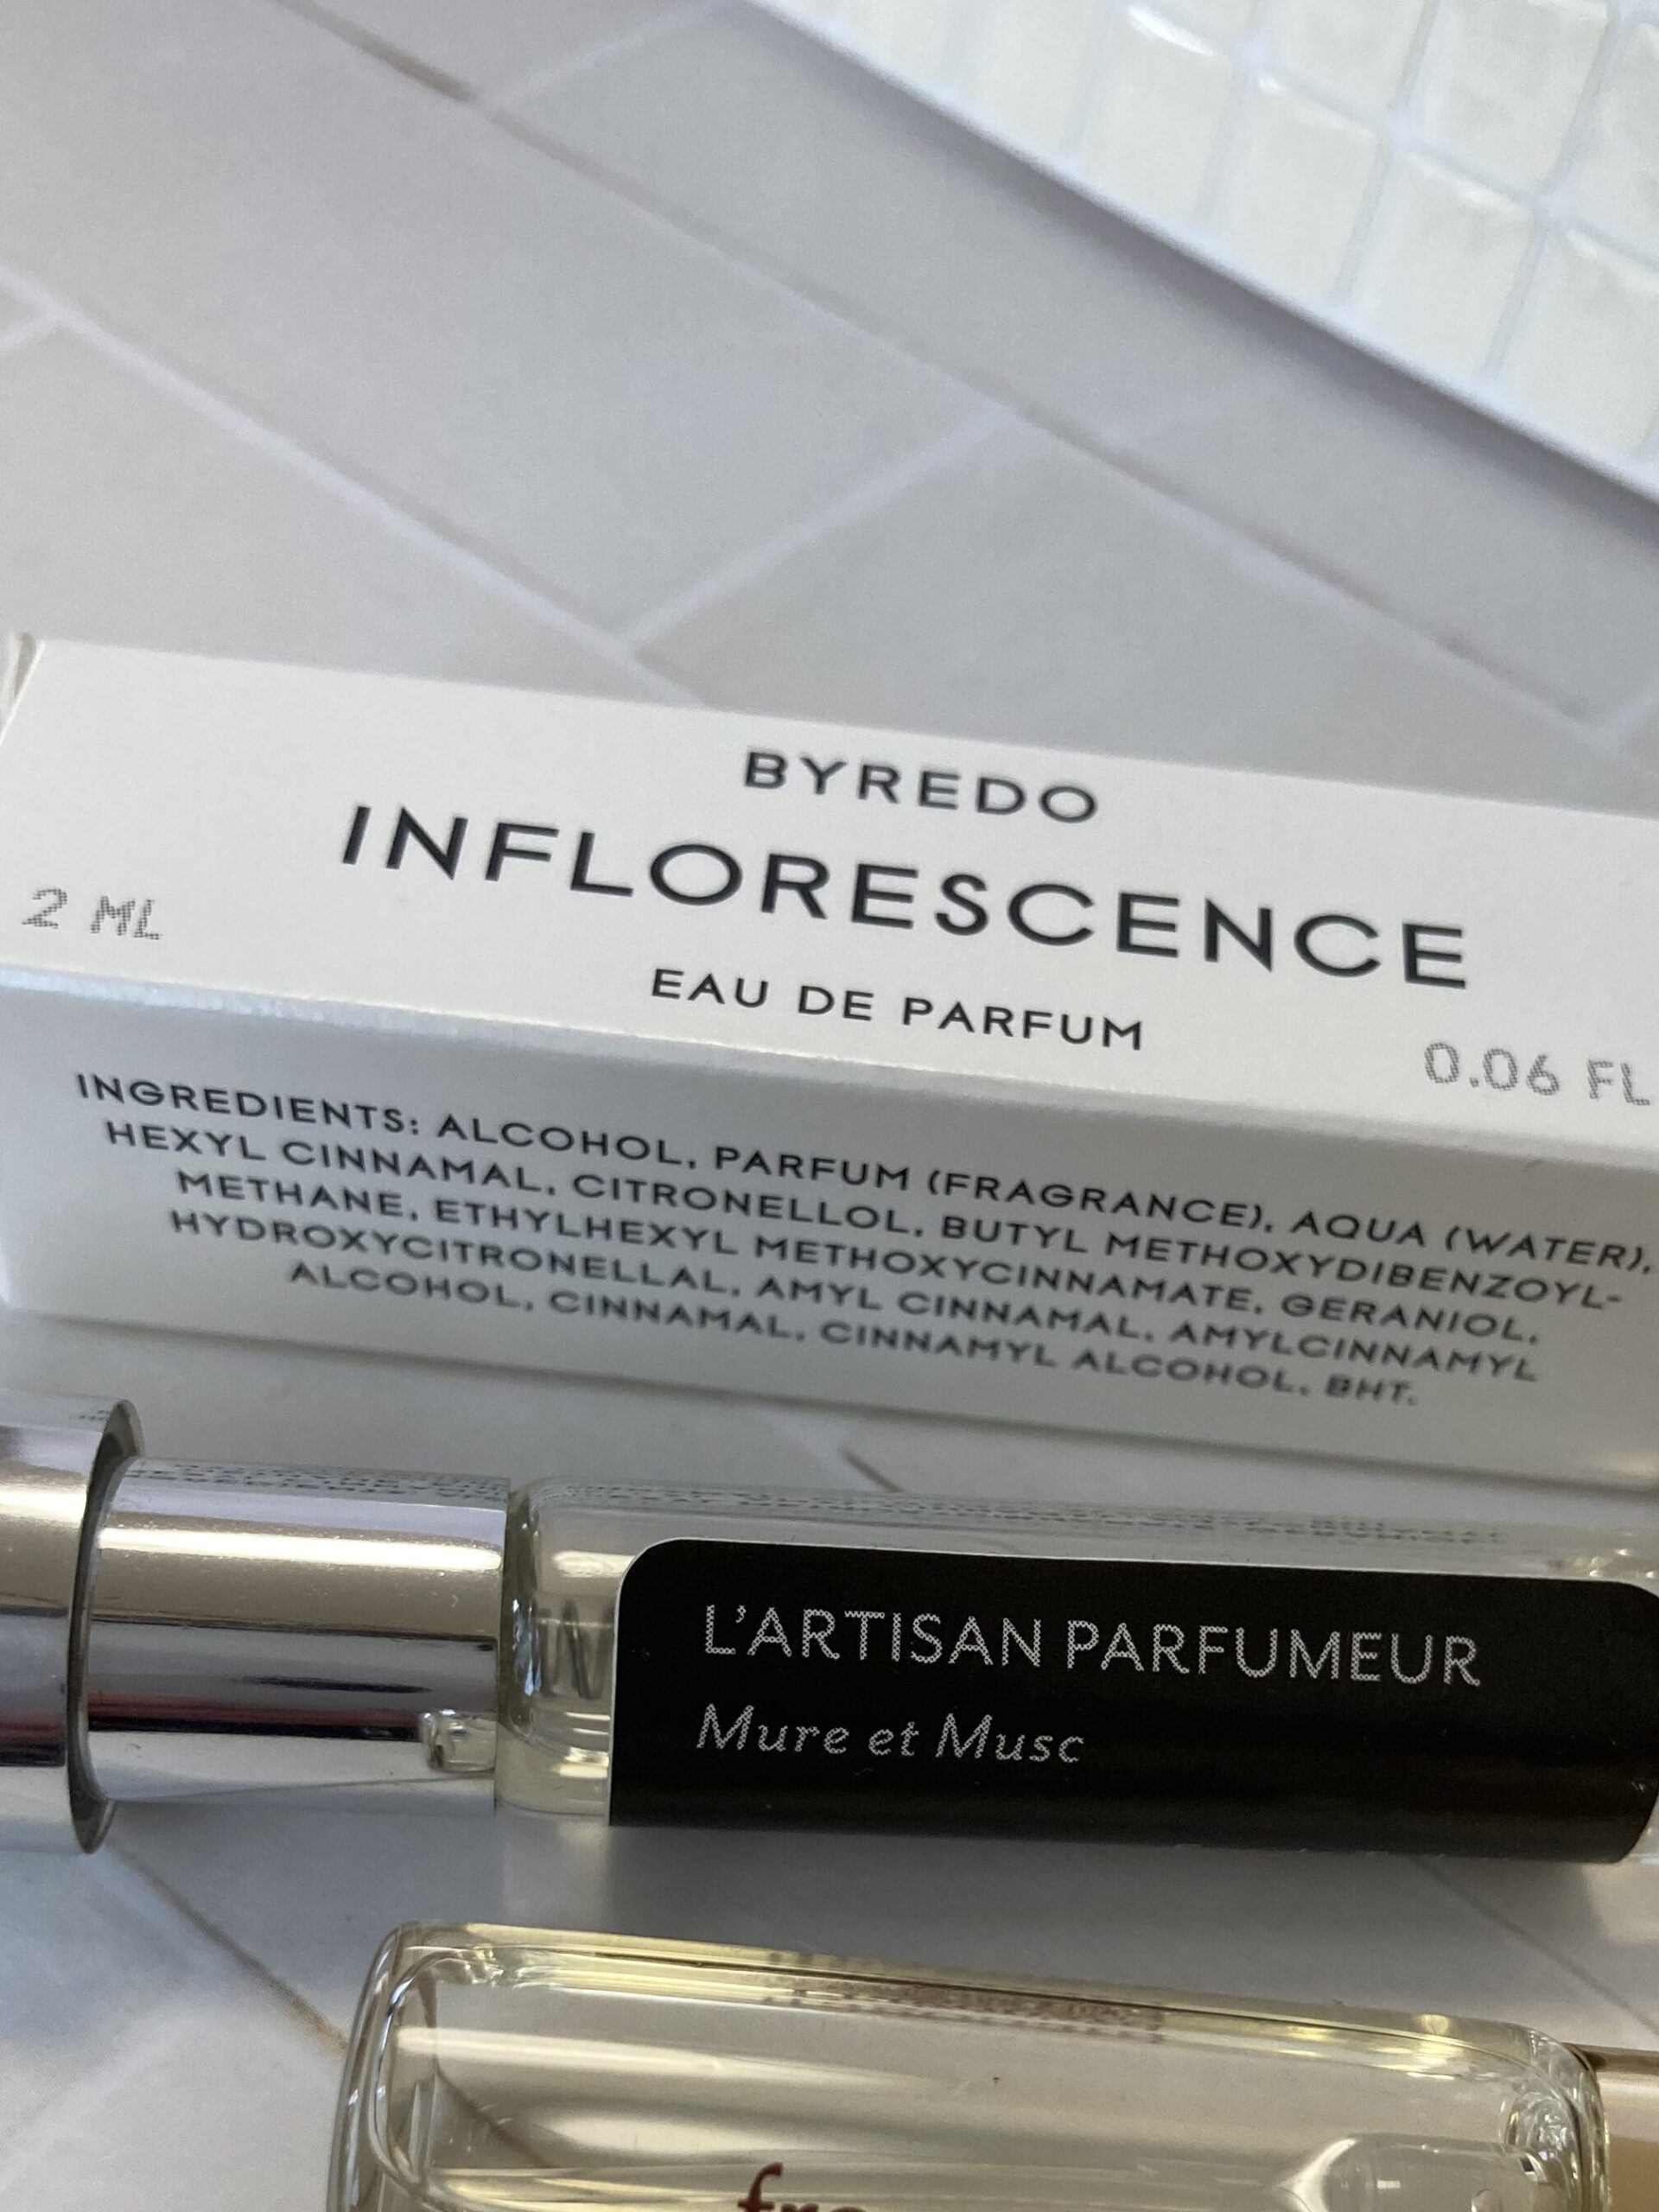 BYREDO
INFLORESCENCE
2 ML
EAU DE PARFUM
0.06 FL
INGREDIENTS: ALCOHOL, PARFUM (FRAGRANCE), AQUA (WATER),
HEXYL CINNAMAL, CITRONELLOL, BUTYL METHOXYDIBENZOYL-
METHANE, ETHYLHEXYL METHOXYCINNAMATE, GERANIOL,
HYDROXYCITRONELLAL, AMYL CINNAMAL, AMYLCINNAMYL
ALCOHOL, CINNAMAL, CINNAMYL ALCOHOL, BHT.
L'ARTISAN PARFUMEUR
Mure et Musc